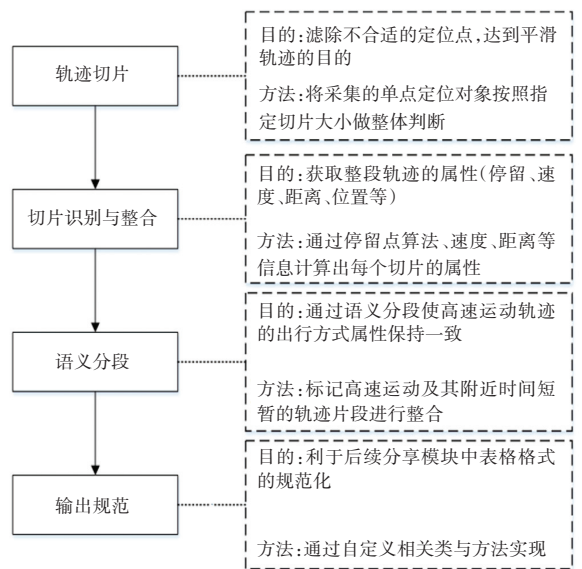 轨迹切片
目的:滤除不合适的定位点,达到平滑
轨迹的目的
方法:将采集的单点定位对象按照指
定切片大小做整体判断
切片识别与整合
目的:获取整段轨迹的属性(停留、速
度、距离、位置等)
方法:通过停留点算法、速度、距离等
信息计算出每个切片的属性
语义分段
目的:通过语义分段使高速运动轨迹
的出行方式属性保持一致
方法:标记高速运动及其附近时间短
暂的轨迹片段进行整合
输出规范
目的:利于后续分享模块中表格格式
的规范化
方法:通过自定义相关类与方法实现